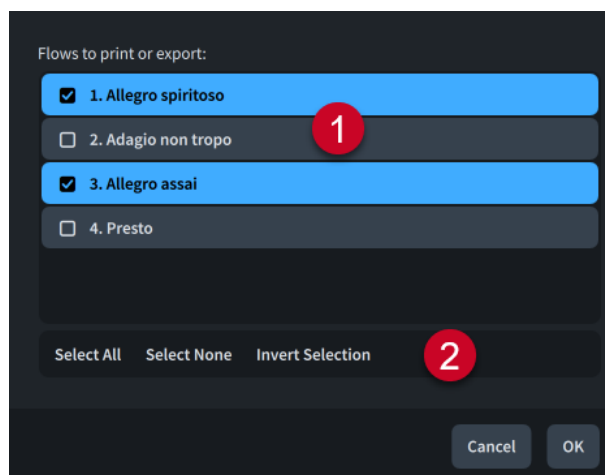 Flows to print or export:
1. Allegro spiritoso
1
2. Adagio non tropo
3. Allegro assai
4. Presto
Select All Select None Invert Selection
2
Cancel OK